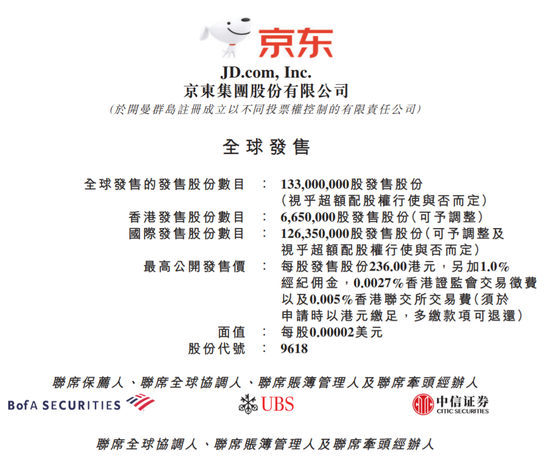 京东
JD.com, Inc.
京東集團股份有限公司
(於開曼群島註冊成立以不同投票權控制的有限責任公司)
全球發售
全球發售的發售股份數目 : 133,000,000股發售股份
(視乎超額配股權行使與否而定)
香港發售股份數目 : 6,650,000股發售股份(可予調整)
國際發售股份數目 : 126,350,000股發售股份(可予調整及
視乎超額配股權行使與否而定)
最高公開發售價 : 每股發售股份236.00港元，另加1.0%
經紀佣金，0.0027%香港證監會交易徵費
以及0.005%香港聯交所交易費(須於
申請時以港元繳足，多繳款項可退還)
面值 : 每股0.00002美元
股份代號 : 9618
聯席保薦人、聯席全球協調人、聯席賬簿管理人及聯席牽頭經辦人
BofA SECURITIES
UBS
中信证券
CITIC SECURITIES
聯席全球協調人、聯席賬簿管理人及聯席牽頭經辦人